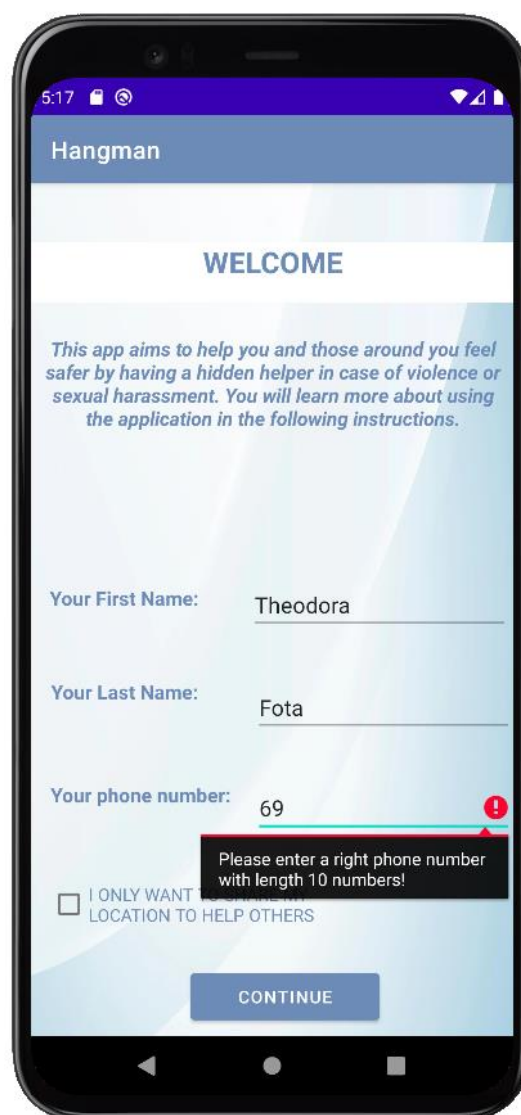 5:17
Hangman
WELCOME
This app aims to help you and those around you feel
safer by having a hidden helper in case of violence or
sexual harassment. You will learn more about using
the application in the following instructions.
Your First Name:
Theodora
Your Last Name:
Fota
Your phone number:
69
Please enter a right phone number
with length 10 numbers!
I ONLY WANT TO SHARE MY
LOCATION TO HELP OTHERS
CONTINUE